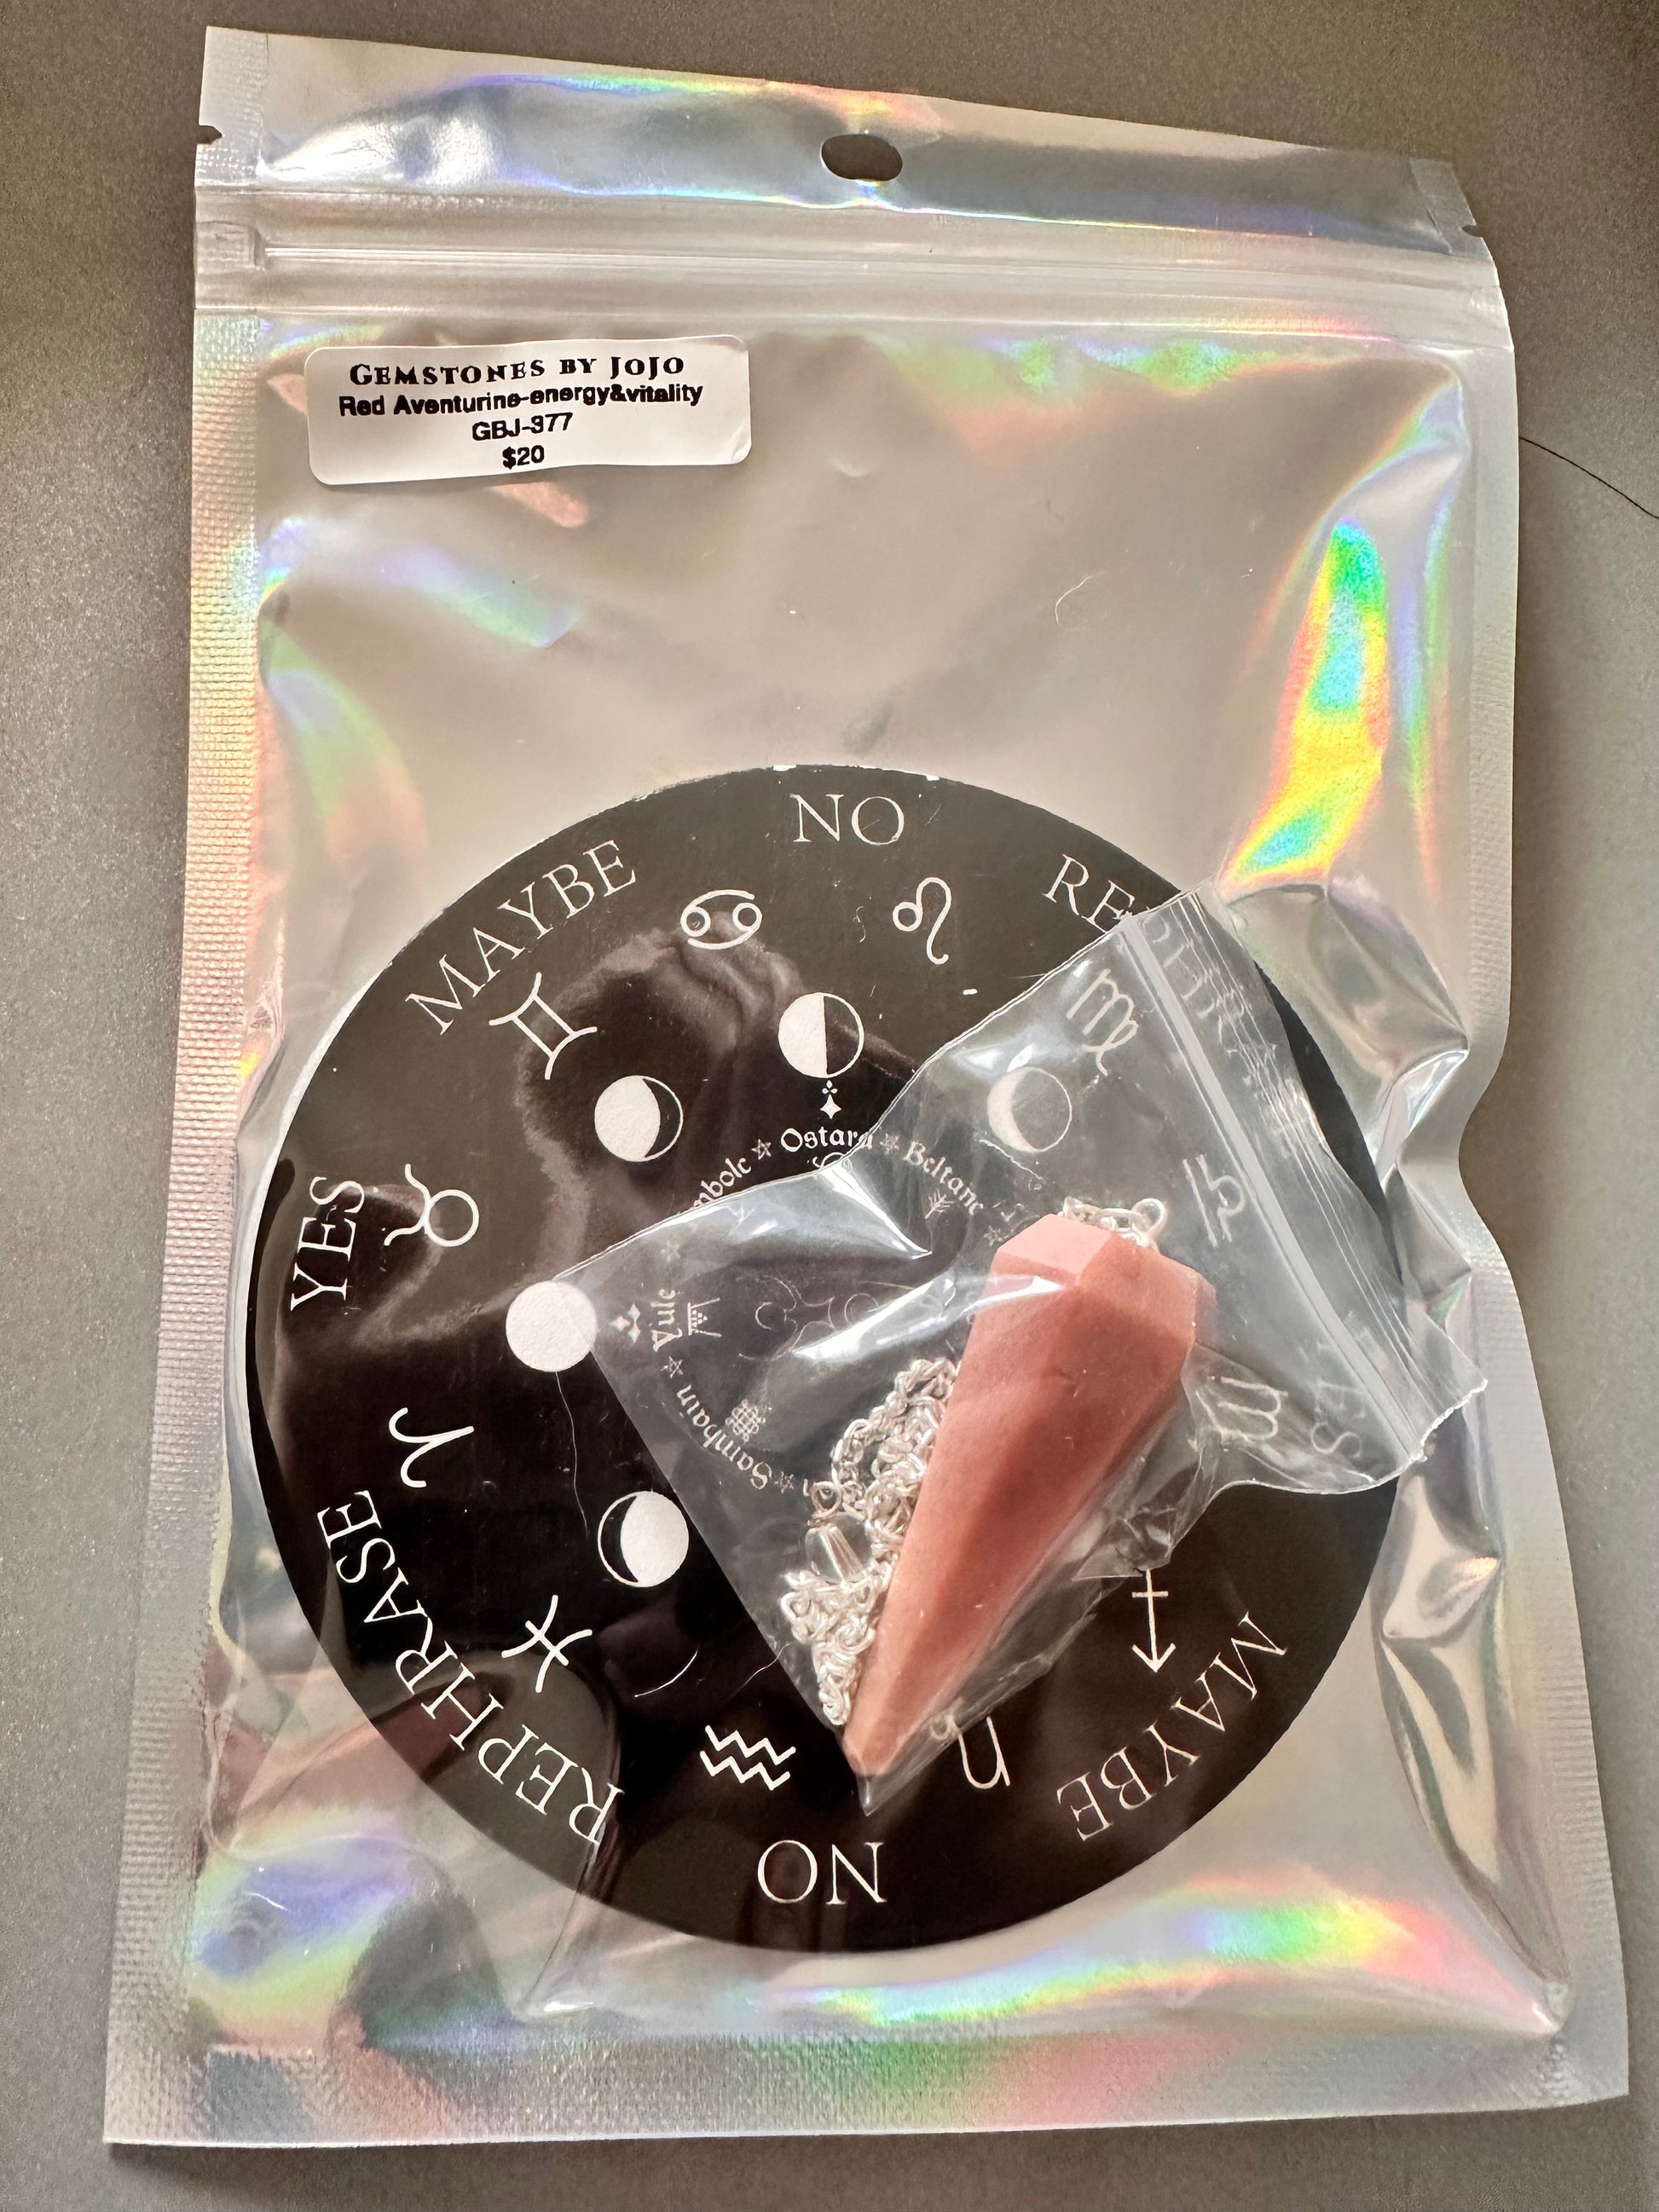 GEMSTONES BY JOJO
Red Aventurine-energy&vitality
GBJ-377
$20
NO
MAYBE
YES
REPHRASE
NO
MAYBE
Ostara
Beltane
Yule
Samhain